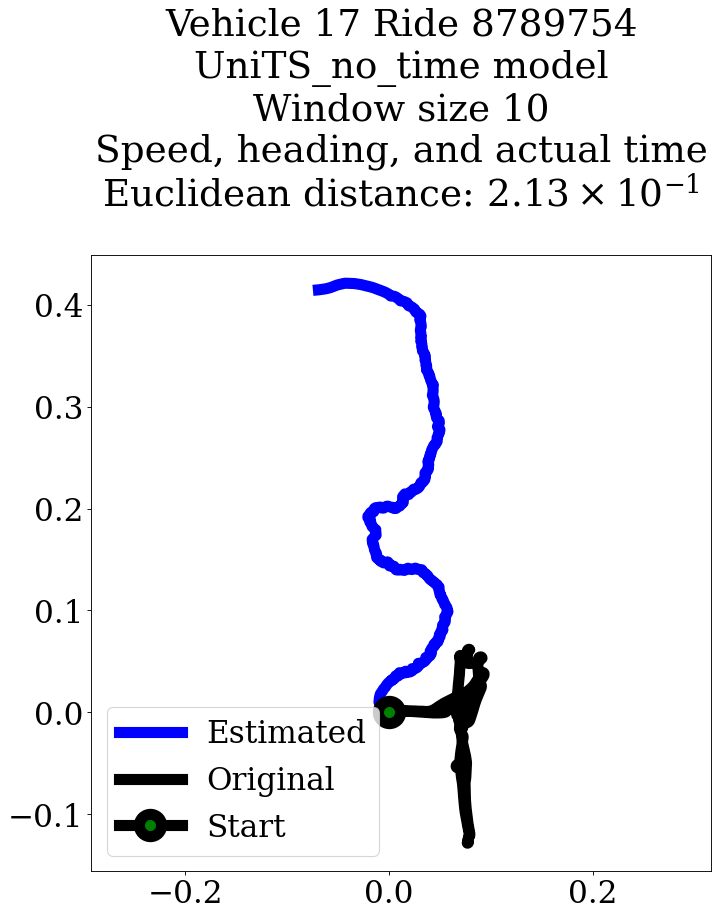 Vehicle 17 Ride 8789754
UniTS_no_time model
Window size 10
Speed, heading, and actual time
Euclidean distance: 2.13 × 10⁻¹
0.4
0.3
0.2
0.1
0.0
−0.1
Estimated
Original
Start
−0.2 0.0 0.2